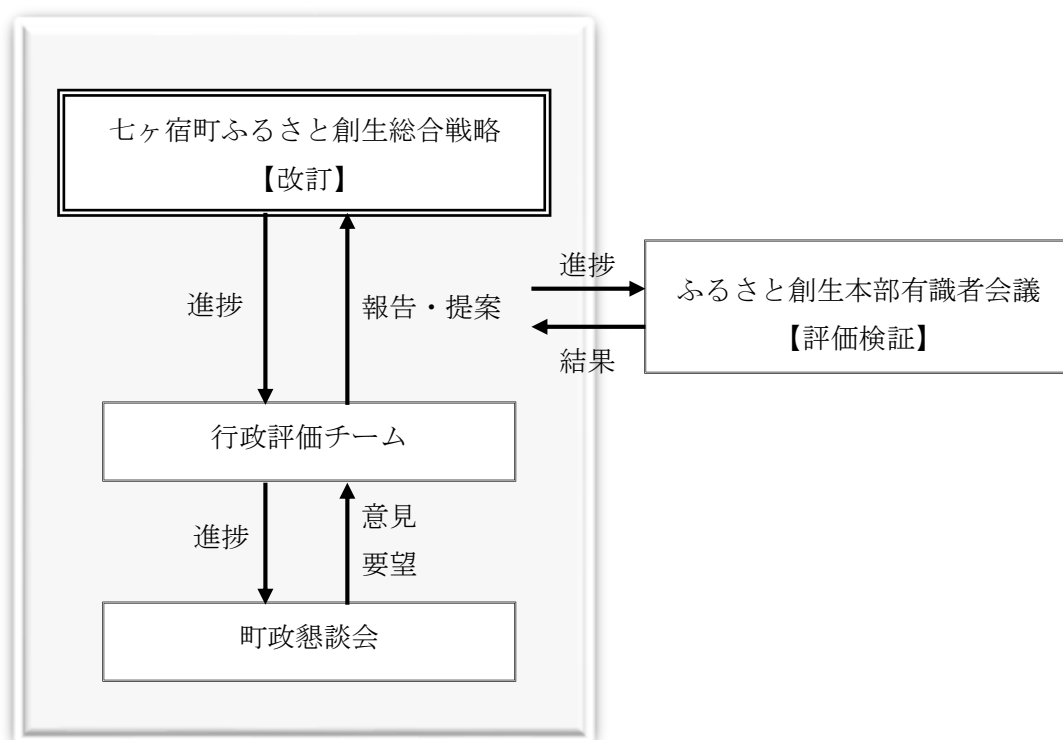 七ヶ宿町ふるさと創生総合戦略
【改訂】
進捗
報告・提案
進捗
結果
ふるさと創生本部有識者会議
【評価検証】
行政評価チーム
進捗
意見
要望
町政懇談会